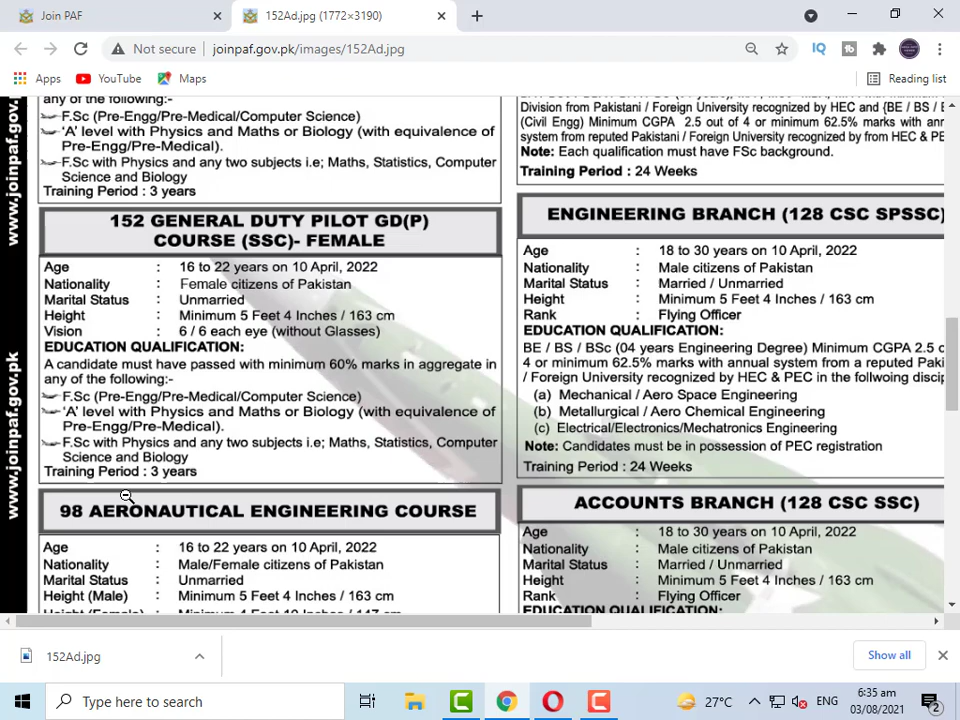 Join PAF
152Ad.jpg (1772×3190)
Not secure
joinpaf.gov.pk/images/152Ad.jpg
Apps
YouTube
Maps
Reading list
www.joinpaf.gov.
www.joinpaf.gov.pk
any of the following:-
F.Sc (Pre-Engg/Pre-Medical/Computer Science)
'A' level with Physics and Maths or Biology (with equivalence of
Pre-Engg/Pre-Medical).
F.Sc with Physics and any two subjects i.e; Maths, Statistics, Computer
Science and Biology
Training Period : 3 years
152 GENERAL DUTY PILOT GD(P)
COURSE (SSC)- FEMALE
Age : 16 to 22 years on 10 April, 2022
Nationality : Female citizens of Pakistan
Marital Status : Unmarried
Height : Minimum 5 Feet 4 Inches / 163 cm
Vision : 6 / 6 each eye (without Glasses)
EDUCATION QUALIFICATION:
A candidate must have passed with minimum 60% marks in aggregate in
any of the following:-
F.Sc (Pre-Engg/Pre-Medical/Computer Science)
'A' level with Physics and Maths or Biology (with equivalence of
Pre-Engg/Pre-Medical).
F.Sc with Physics and any two subjects i.e; Maths, Statistics, Computer
Science and Biology
Training Period : 3 years
98 AERONAUTICAL ENGINEERING COURSE
Age : 16 to 22 years on 10 April, 2022
Nationality : Male/Female citizens of Pakistan
Marital Status : Unmarried
Height (Male) : Minimum 5 Feet 4 Inches / 163 cm
Height (Female) : Minimum 4 Feet 10 Inches / 147 cm
Division from Pakistani / Foreign University recognized by HEC and {BE / BS / B
(Civil Engg) Minimum CGPA 2.5 out of 4 or minimum 62.5% marks with annual
system from reputed Pakistani / Foreign University recognized by from HEC & PE
Note: Each qualification must have FSc background.
Training Period : 24 Weeks
ENGINEERING BRANCH (128 CSC SPSSC)
Age : 18 to 30 years on 10 April, 2022
Nationality : Male citizens of Pakistan
Marital Status : Married / Unmarried
Height : Minimum 5 Feet 4 Inches / 163 cm
Rank : Flying Officer
EDUCATION QUALIFICATION:
BE / BS / BSc (04 years Engineering Degree) Minimum CGPA 2.5 o
4 or minimum 62.5% marks with annual system from a reputed Paki
/ Foreign University recognized by HEC & PEC in the follwoing discip
(a) Mechanical / Aero Space Engineering
(b) Metallurgical / Aero Chemical Engineering
(c) Electrical/Electronics/Mechatronics Engineering
Note: Candidates must be in possession of PEC registration
Training Period : 24 Weeks
ACCOUNTS BRANCH (128 CSC SSC)
Age : 18 to 30 years on 10 April, 2022
Nationality : Male citizens of Pakistan
Marital Status : Married / Unmarried
Height : Minimum 5 Feet 4 Inches / 163 cm
Rank : Flying Officer
EDUCATION QUALIFICATION:
152Ad.jpg
Show all
Type here to search
27°C
ENG
6:35 am
03/08/2021
2